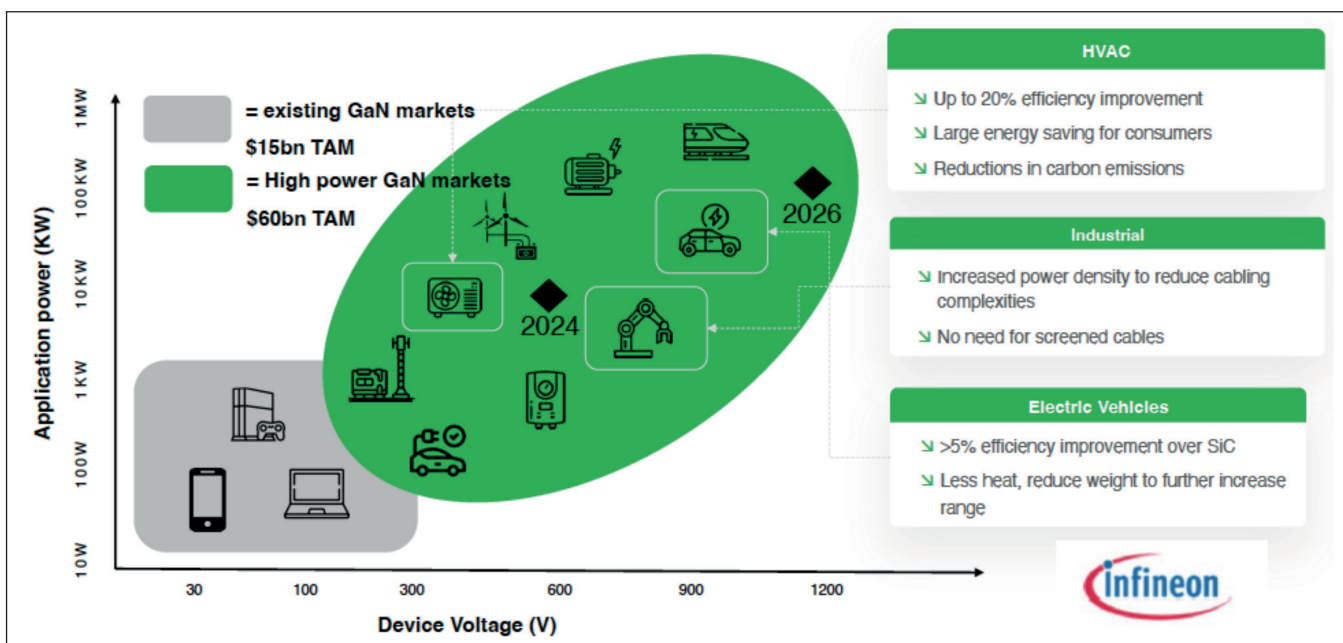 = existing GaN markets
$15bn TAM
= High power GaN markets
$60bn TAM
Application power (KW)
1MW
100KW
10KW
1KW
100W
10W
30
100
300
600
900
1200
Device Voltage (V)
2024
2026
HVAC
Up to 20% efficiency improvement
Large energy saving for consumers
Reductions in carbon emissions
Industrial
Increased power density to reduce cabling
complexities
No need for screened cables
Electric Vehicles
>5% efficiency improvement over SiC
Less heat, reduce weight to further increase
range
infineon